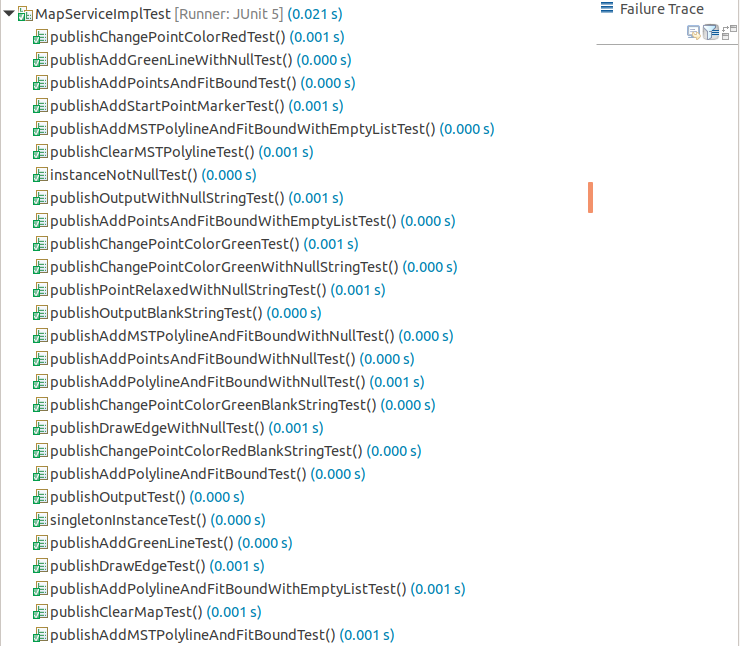 MapServiceImplTest [Runner: JUnit 5] (0.021 s)
Failure Trace
publishChangePointColorRedTest() (0.001 s)
publishAddGreenLineWithNullTest() (0.000 s)
publishAddPointsAndFitBoundTest() (0.000 s)
publishAddStartPointMarkerTest() (0.001 s)
publishAddMSTPolylineAndFitBoundWithEmptyListTest() (0.000 s)
publishClearMSTPolylineTest() (0.001 s)
instanceNotNullTest() (0.000 s)
publishOutputWithNullStringTest() (0.001 s)
publishAddPointsAndFitBoundWithEmptyListTest() (0.000 s)
publishChangePointColorGreenTest() (0.001 s)
publishChangePointColorGreenWithNullStringTest() (0.000 s)
publishPointRelaxedWithNullStringTest() (0.001 s)
publishOutputBlankStringTest() (0.000 s)
publishAddMSTPolylineAndFitBoundWithNullTest() (0.000 s)
publishAddPointsAndFitBoundWithNullTest() (0.000 s)
publishAddPolylineAndFitBoundWithNullTest() (0.001 s)
publishChangePointColorGreenBlankStringTest() (0.000 s)
publishDrawEdgeWithNullTest() (0.001 s)
publishChangePointColorRedBlankStringTest() (0.000 s)
publishAddPolylineAndFitBoundTest() (0.000 s)
publishOutputTest() (0.000 s)
singletonInstanceTest() (0.000 s)
publishAddGreenLineTest() (0.000 s)
publishDrawEdgeTest() (0.001 s)
publishAddPolylineAndFitBoundWithEmptyListTest() (0.001 s)
publishClearMapTest() (0.001 s)
publishAddMSTPolylineAndFitBoundTest() (0.001 s)